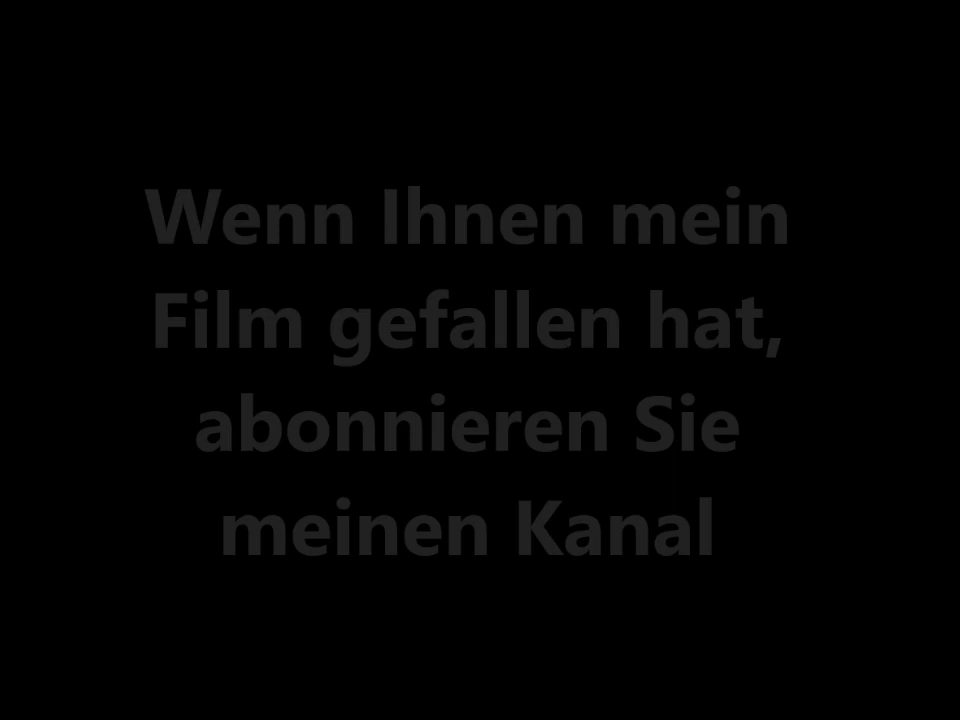 Wenn Ihnen mein
Film gefallen hat,
abonnieren Sie
meinen Kanal